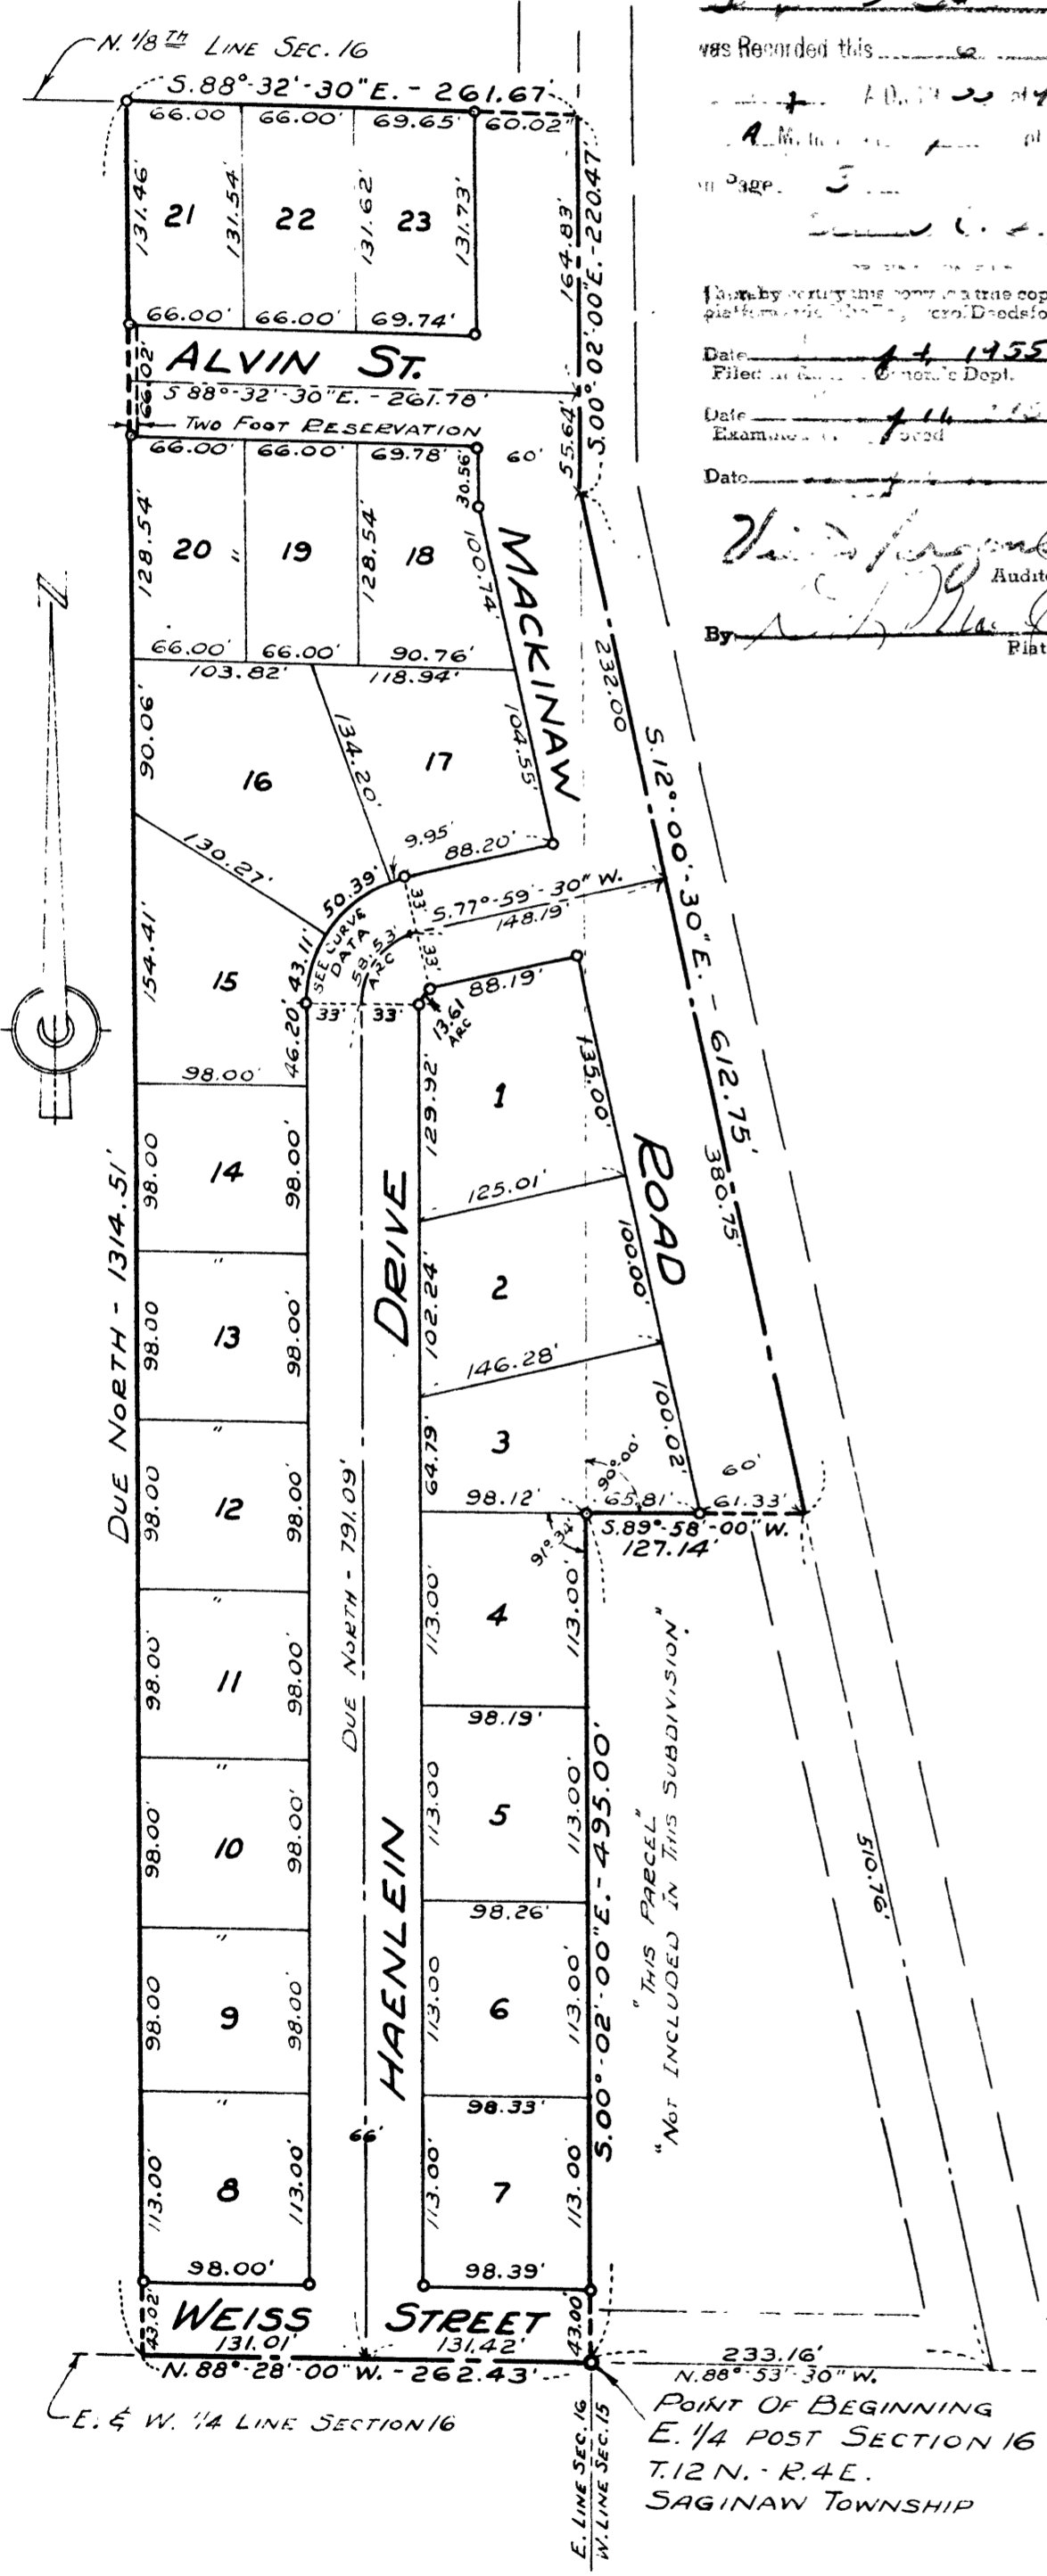 N. 1/8 TH LINE SEC. 16
S.88°-32'-30"E. - 261.67'
66.00 66.00' 69.65' 60.02"
131.46' 131.54' 131.62' 131.73' 164.83'
S.00°-02'-00"E.-220.47'
21 22 23
66.00' 66.00' 69.74'
was Recorded this
on Page. 5
Date 1955
Filed
Date
Date
Audito
By
Plat
ALVIN ST.
66.02'
S 88°-32'-30"E. - 261.78'
TWO FOOT RESERVATION
55.64'
66.00' 66.00' 69.78' 60'
30.56'
128.54' 128.54' 100.74'
20 " 19 18
66.00' 66.00' 90.76'
103.82' 118.94'
MACKINAW
232.00
90.06' 134.20' 104.55'
16 17
130.27'
9.95' 88.20'
50.39'
S.77°-59'-30" W.
148.19'
33'
33'
SEE CURVE
DATA
58.53'
ARC
43.11'
154.41'
15
88.19'
33' 33'
13.61
ARC
46.20'
S.12°-00'-30"E. - 612.75'
98.00'
129.92' 135.00'
1
DUE NORTH - 1314.51'
98.00 98.00'
14
125.01'
DRIVE
ROAD
380.75'
"
98.00 98.00'
13
102.24' 100.00'
2
146.28'
"
98.00 98.00'
12
64.79' 100.02'
3
90°-00' 60'
98.12' 65.81' 61.33'
S.89°-58'-00" W.
127.14'
91°34'
DUE NORTH - 791.09'
"
98.00' 98.00'
11
113.00' 113.00'
4
98.19'
"
98.00' 98.00'
10
113.00 113.00'
5
98.26'
S.00°-02'-00"E.-495.00'
"THIS PARCEL"
"NOT INCLUDED IN THIS SUBDIVISION"
510.76'
HAENLEIN
"
98.00 98.00'
9
113.00 113.00'
6
98.33'
"
66'
113.00' 113.00'
8
113.00' 113.00'
7
98.00' 98.39'
43.02' 43.00'
WEISS STREET
131.01' 131.42'
N.88°-28'-00"W. - 262.43'
233.16'
N.88°-53'-30"W.
E. & W. 1/4 LINE SECTION 16
POINT OF BEGINNING
E. 1/4 POST SECTION 16
T.12 N. - R.4 E.
SAGINAW TOWNSHIP
E. LINE SEC. 16
W. LINE SEC. 15